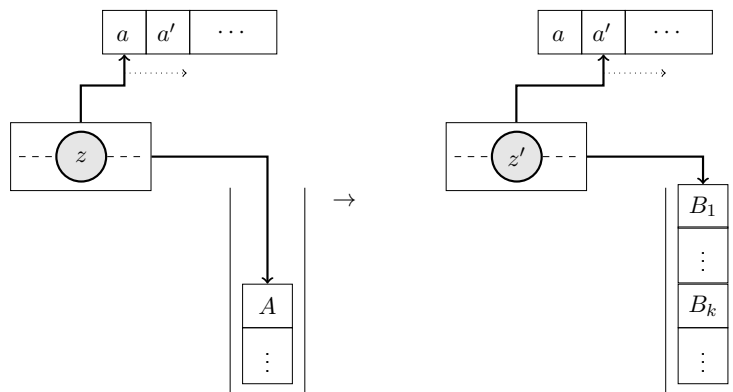 a a′ ⋯
a a′ ⋯
z
z′
→
A
⋮
B₁
⋮
Bₖ
⋮